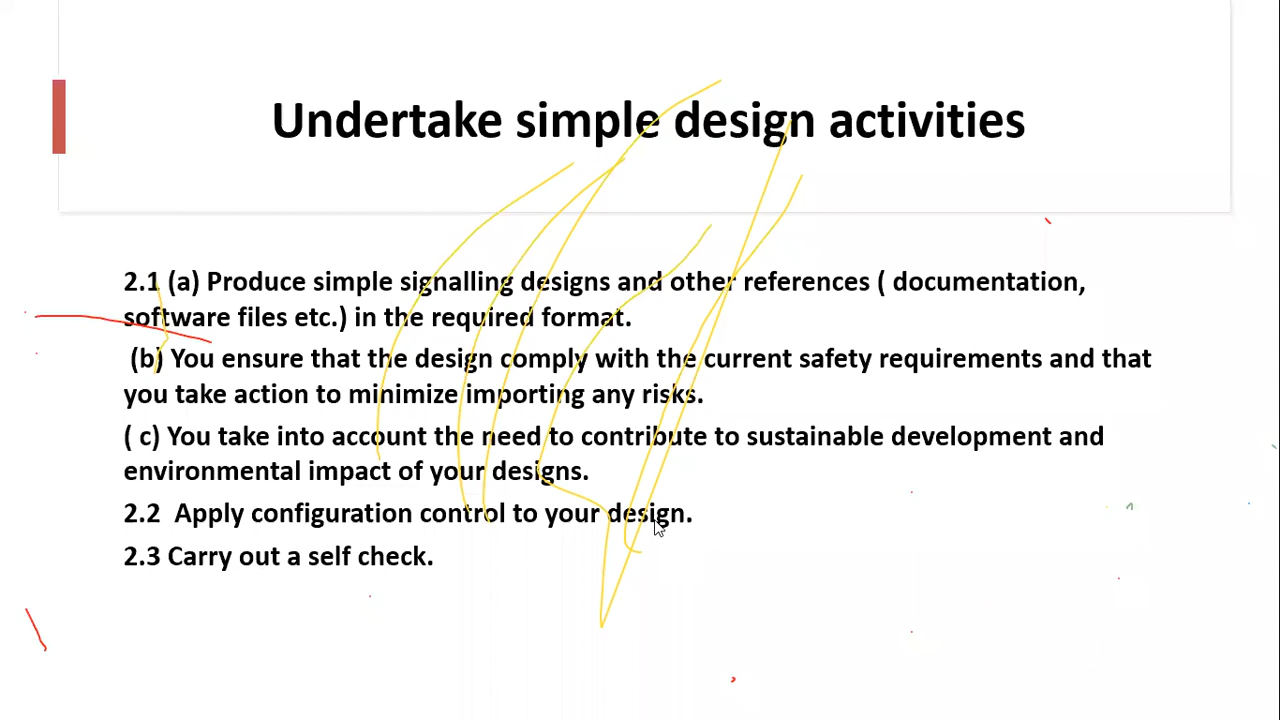 Undertake simple design activities
2.1 (a) Produce simple signalling designs and other references ( documentation,
software files etc.) in the required format.
(b) You ensure that the design comply with the current safety requirements and that
you take action to minimize importing any risks.
( c) You take into account the need to contribute to sustainable development and
environmental impact of your designs.
2.2 Apply configuration control to your design.
2.3 Carry out a self check.